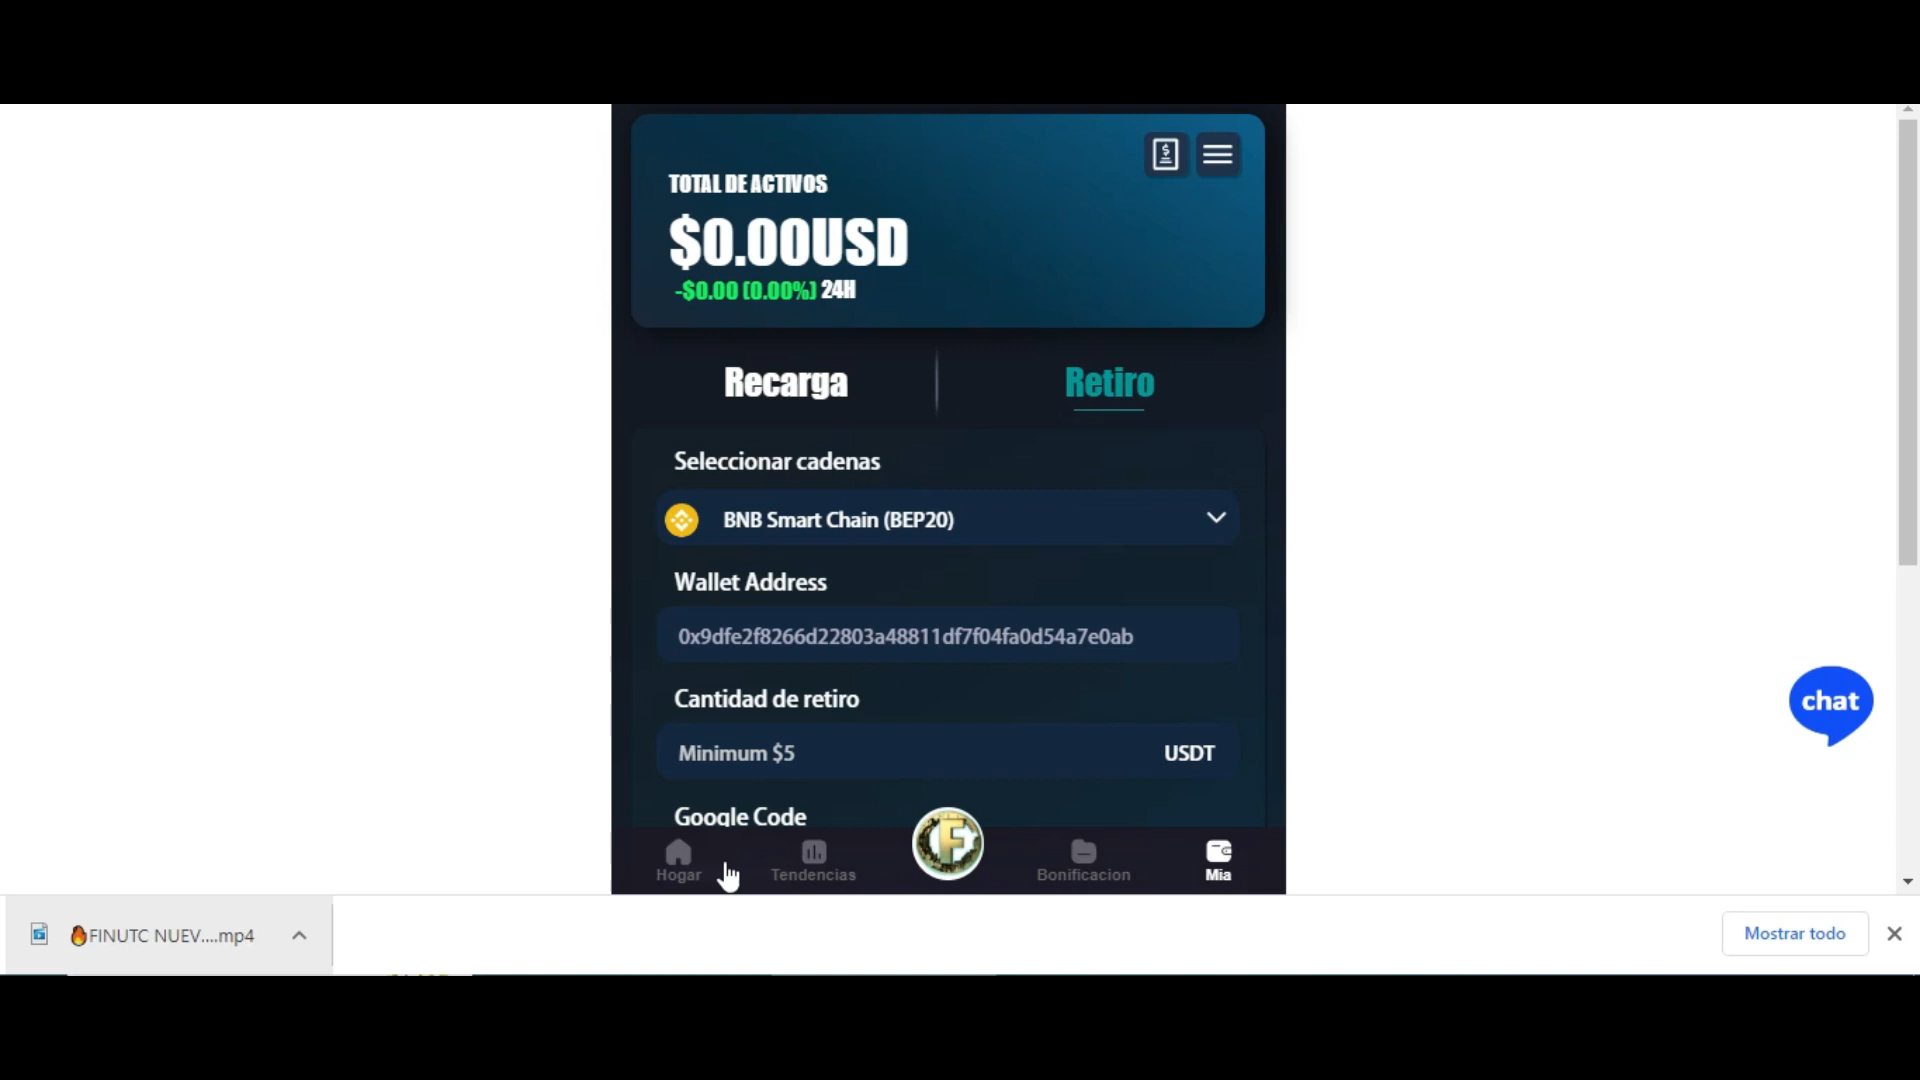 TOTAL DE ACTIVOS
$0.00USD
-$0.00 (0.00%) 24H
Recarga
Retiro
Seleccionar cadenas
BNB Smart Chain (BEP20)
Wallet Address
0x9dfe2f8266d22803a48811df7f04fa0d54a7e0ab
Cantidad de retiro
Minimum $5
USDT
Google Code
Hogar
Tendencias
F
Bonificacion
Mia
chat
🔥FINUTC NUEV....mp4
Mostrar todo